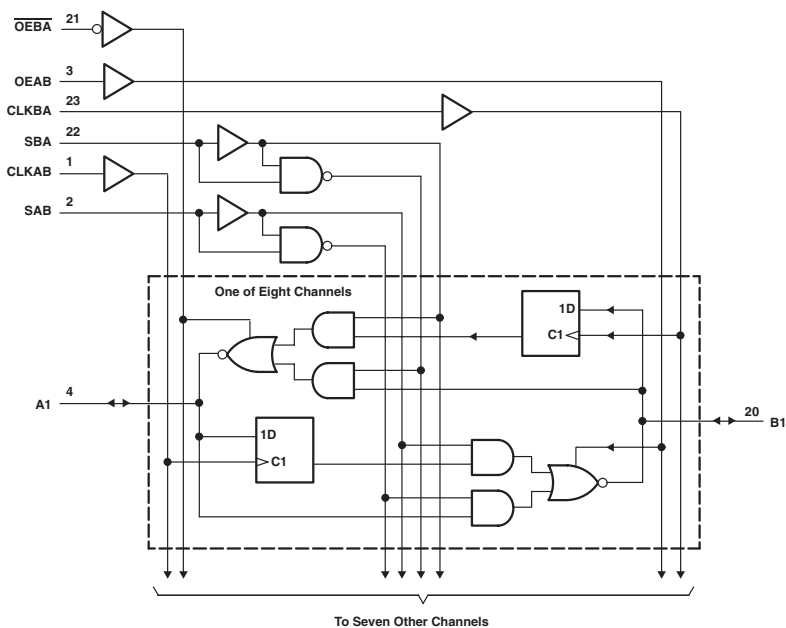 OEBA 21
OEAB 3
CLKBA 23
SBA 22
CLKAB 1
SAB 2
One of Eight Channels
1D
C1
A1 4
20 B1
1D
C1
To Seven Other Channels